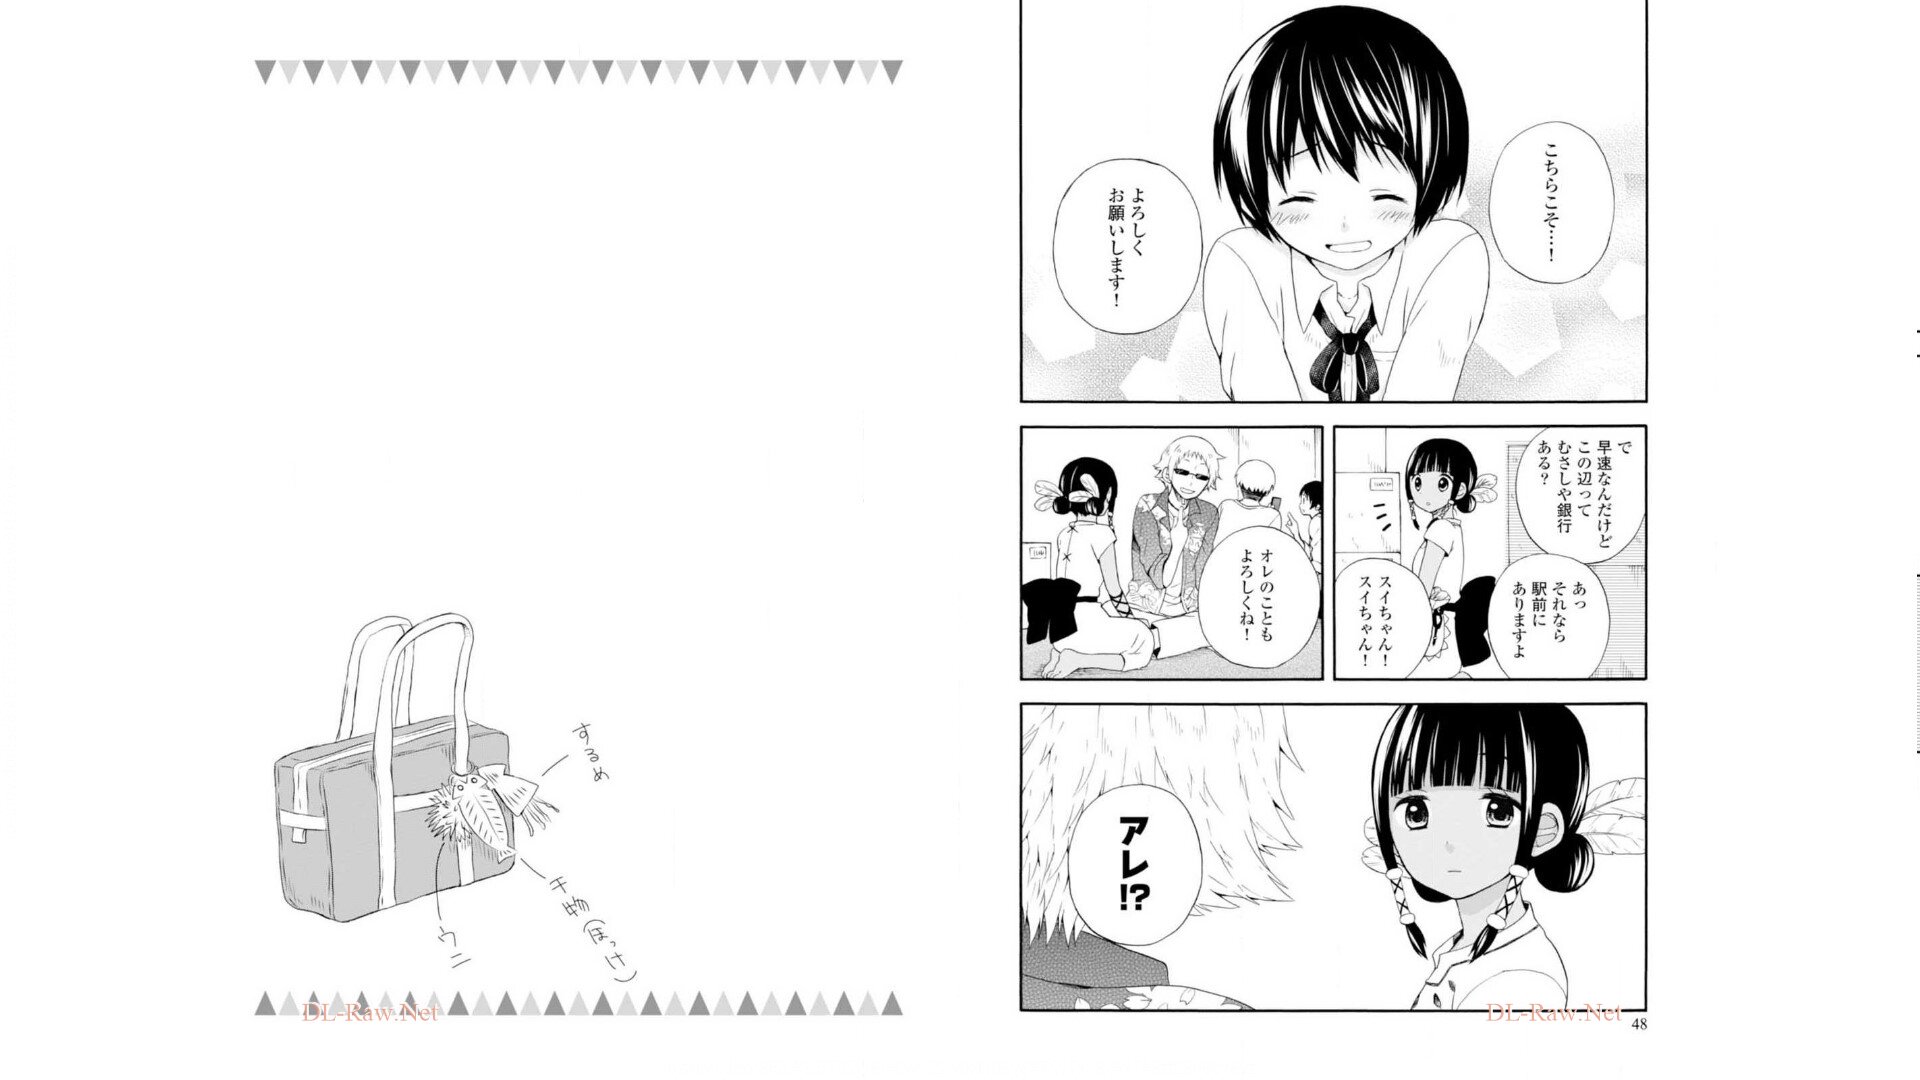 こちらこそ…！
よろしく
お願いします！
で
早速なんだけど
この辺って
むさしや銀行
ある？
あっ
それなら
駅前に
ありますよ
スイちゃん！
スイちゃん！
オレのことも
よろしくね！
アレ!?
48
するめ
干物(ほっけ)
ウニ
DL-Raw.Net
DL-Raw.Net